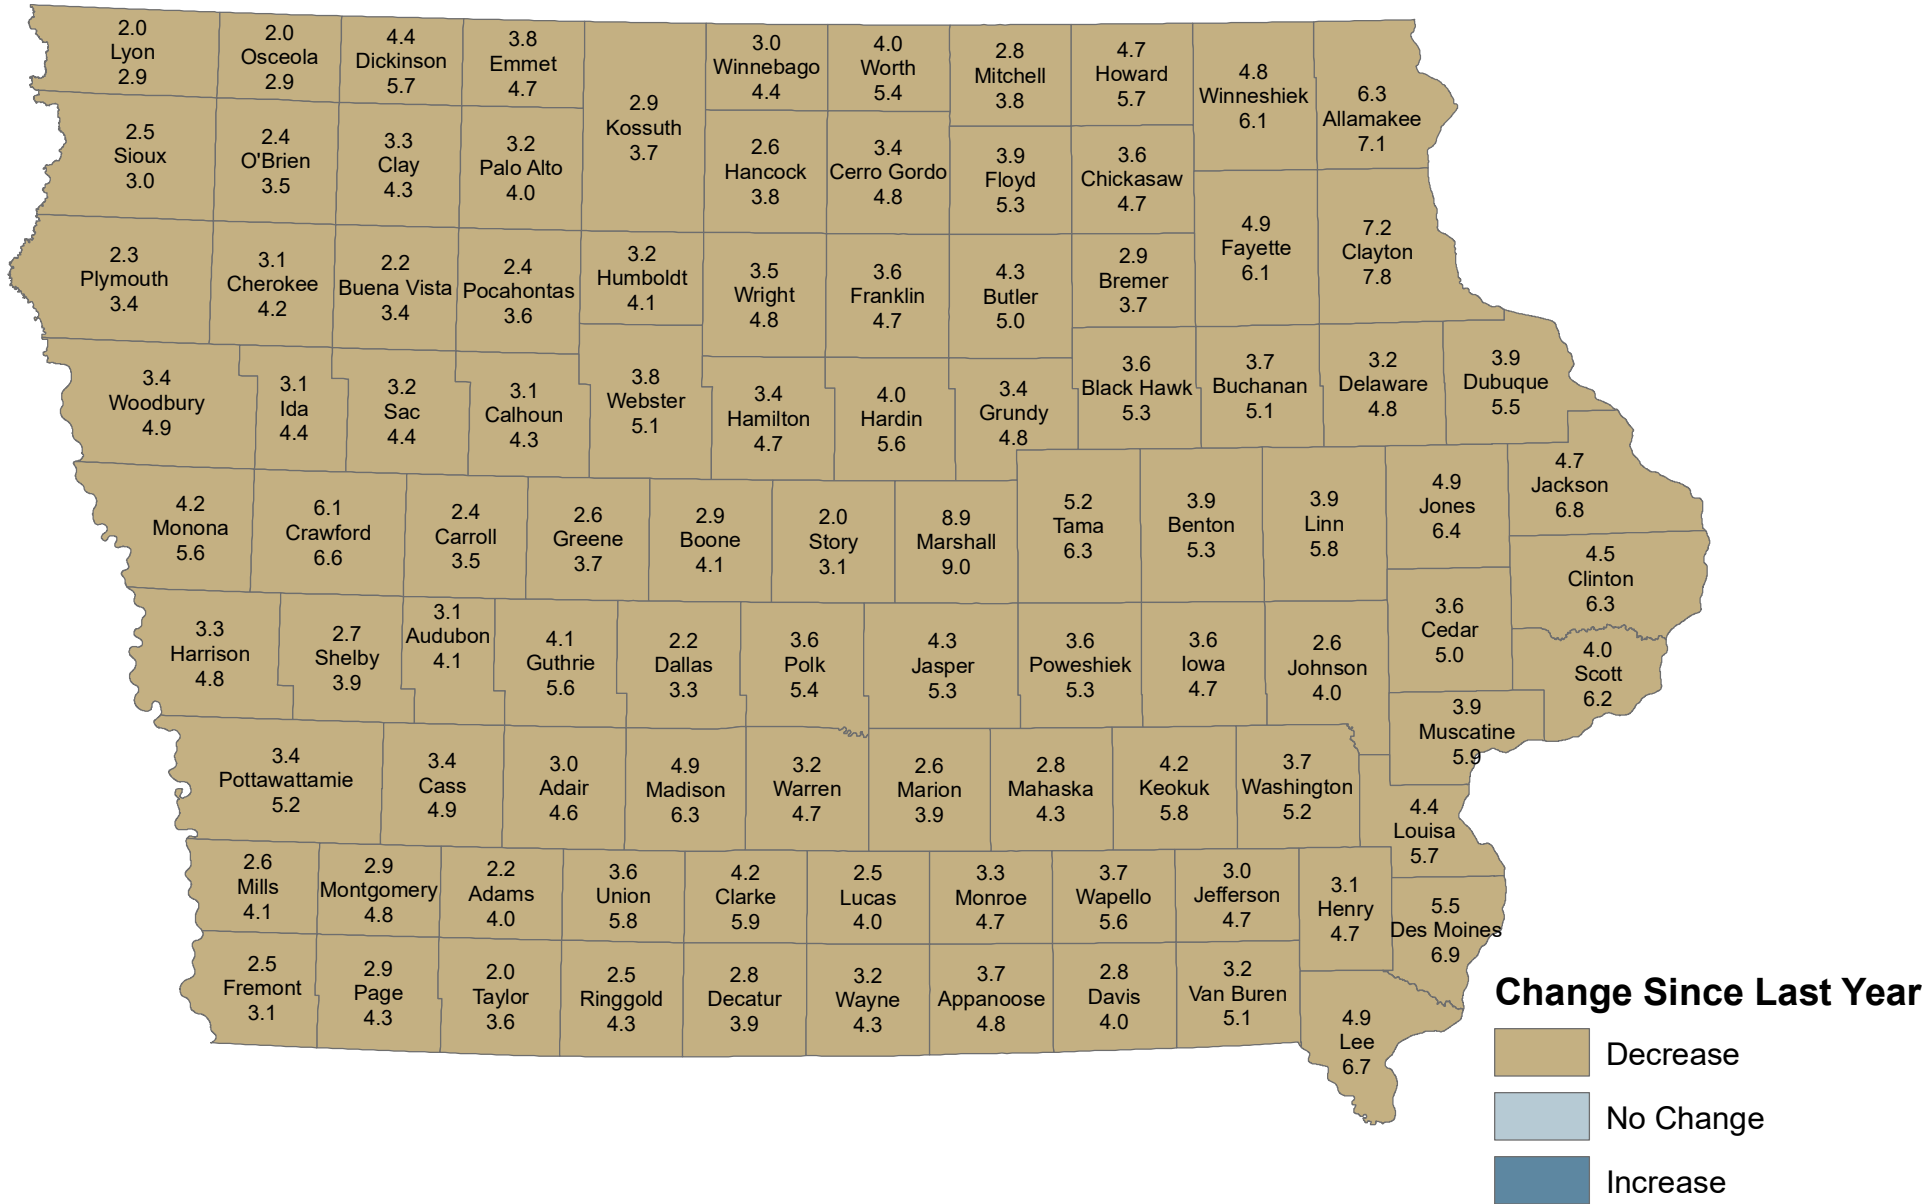 2.0
Lyon
2.9
2.0
Osceola
2.9
4.4
Dickinson
5.7
3.8
Emmet
4.7
2.9
Kossuth
3.7
3.0
Winnebago
4.4
4.0
Worth
5.4
2.8
Mitchell
3.8
4.7
Howard
5.7
4.8
Winneshiek
6.1
6.3
Allamakee
7.1
2.5
Sioux
3.0
2.4
O'Brien
3.5
3.3
Clay
4.3
3.2
Palo Alto
4.0
2.6
Hancock
3.8
3.4
Cerro Gordo
4.8
3.9
Floyd
5.3
3.6
Chickasaw
4.7
4.9
Fayette
6.1
7.2
Clayton
7.8
2.3
Plymouth
3.4
3.1
Cherokee
4.2
2.2
Buena Vista
3.4
2.4
Pocahontas
3.6
3.2
Humboldt
4.1
3.5
Wright
4.8
3.6
Franklin
4.7
4.3
Butler
5.0
2.9
Bremer
3.7
3.4
Woodbury
4.9
3.1
Ida
4.4
3.2
Sac
4.4
3.1
Calhoun
4.3
3.8
Webster
5.1
3.4
Hamilton
4.7
4.0
Hardin
5.6
3.4
Grundy
4.8
3.6
Black Hawk
5.3
3.7
Buchanan
5.1
3.2
Delaware
4.8
3.9
Dubuque
5.5
4.2
Monona
5.6
6.1
Crawford
6.6
2.4
Carroll
3.5
2.6
Greene
3.7
2.9
Boone
4.1
2.0
Story
3.1
8.9
Marshall
9.0
5.2
Tama
6.3
3.9
Benton
5.3
3.9
Linn
5.8
4.9
Jones
6.4
4.7
Jackson
6.8
4.5
Clinton
6.3
3.3
Harrison
4.8
2.7
Shelby
3.9
3.1
Audubon
4.1
4.1
Guthrie
5.6
2.2
Dallas
3.3
3.6
Polk
5.4
4.3
Jasper
5.3
3.6
Poweshiek
5.3
3.6
Iowa
4.7
2.6
Johnson
4.0
3.6
Cedar
5.0
4.0
Scott
6.2
3.9
Muscatine
5.9
3.4
Pottawattamie
5.2
3.4
Cass
4.9
3.0
Adair
4.6
4.9
Madison
6.3
3.2
Warren
4.7
2.6
Marion
3.9
2.8
Mahaska
4.3
4.2
Keokuk
5.8
3.7
Washington
5.2
4.4
Louisa
5.7
2.6
Mills
4.1
2.9
Montgomery
4.8
2.2
Adams
4.0
3.6
Union
5.8
4.2
Clarke
5.9
2.5
Lucas
4.0
3.3
Monroe
4.7
3.7
Wapello
5.6
3.0
Jefferson
4.7
3.1
Henry
4.7
5.5
Des Moines
6.9
2.5
Fremont
3.1
2.9
Page
4.3
2.0
Taylor
3.6
2.5
Ringgold
4.3
2.8
Decatur
3.9
3.2
Wayne
4.3
3.7
Appanoose
4.8
2.8
Davis
4.0
3.2
Van Buren
5.1
4.9
Lee
6.7
Change Since Last Year
Decrease
No Change
Increase